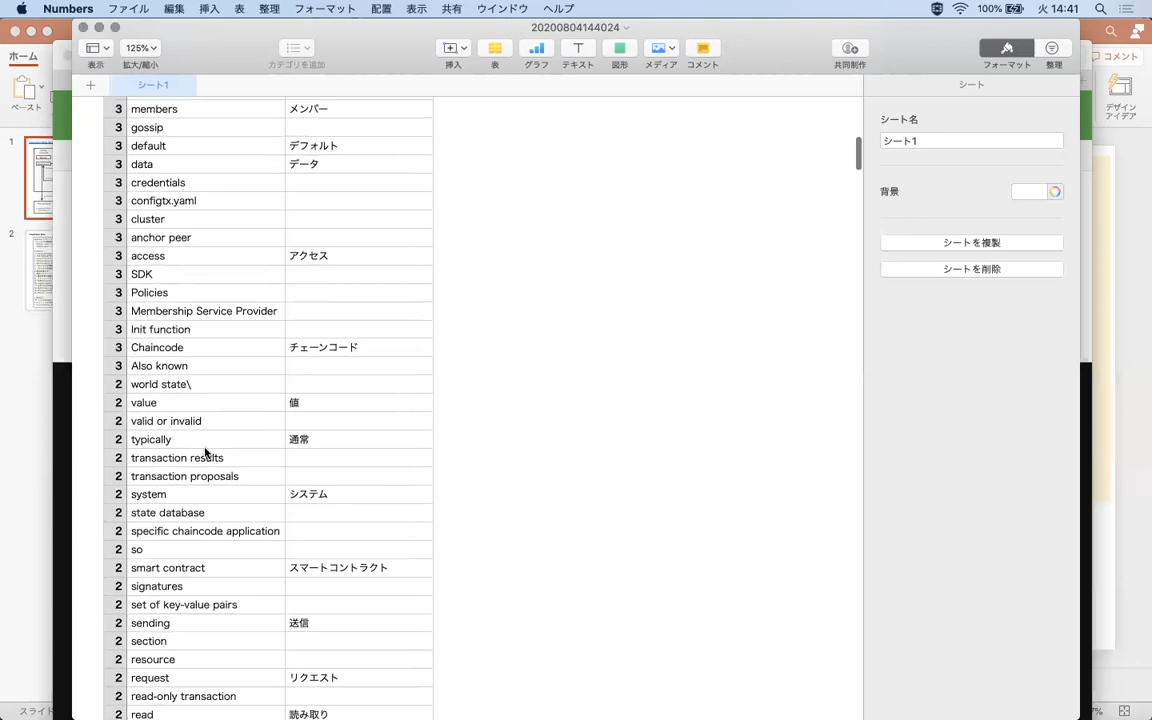 Numbers ファイル 編集 挿入 表 整理 フォーマット 配置 表示 共有 ウインドウ ヘルプ 100% 火 14:41
20200804144024
ホーム
ペースト
コメント
デザイン
アイデア
125%
表示 拡大/縮小 カテゴリを追加 挿入 表 グラフ テキスト 図形 メディア コメント 共同制作 フォーマット 整理
シート1
シート
シート名
シート1
背景
シートを複製
シートを削除
1
2
3 members メンバー
3 gossip
3 default デフォルト
3 data データ
3 credentials
3 configtx.yaml
3 cluster
3 anchor peer
3 access アクセス
3 SDK
3 Policies
3 Membership Service Provider
3 Init function
3 Chaincode チェーンコード
3 Also known
2 world state\
2 value 値
2 valid or invalid
2 typically 通常
2 transaction results
2 transaction proposals
2 system システム
2 state database
2 specific chaincode application
2 so
2 smart contract スマートコントラクト
2 signatures
2 set of key-value pairs
2 sending 送信
2 section
2 resource
2 request リクエスト
2 read-only transaction
2 read 読み取り
スライド